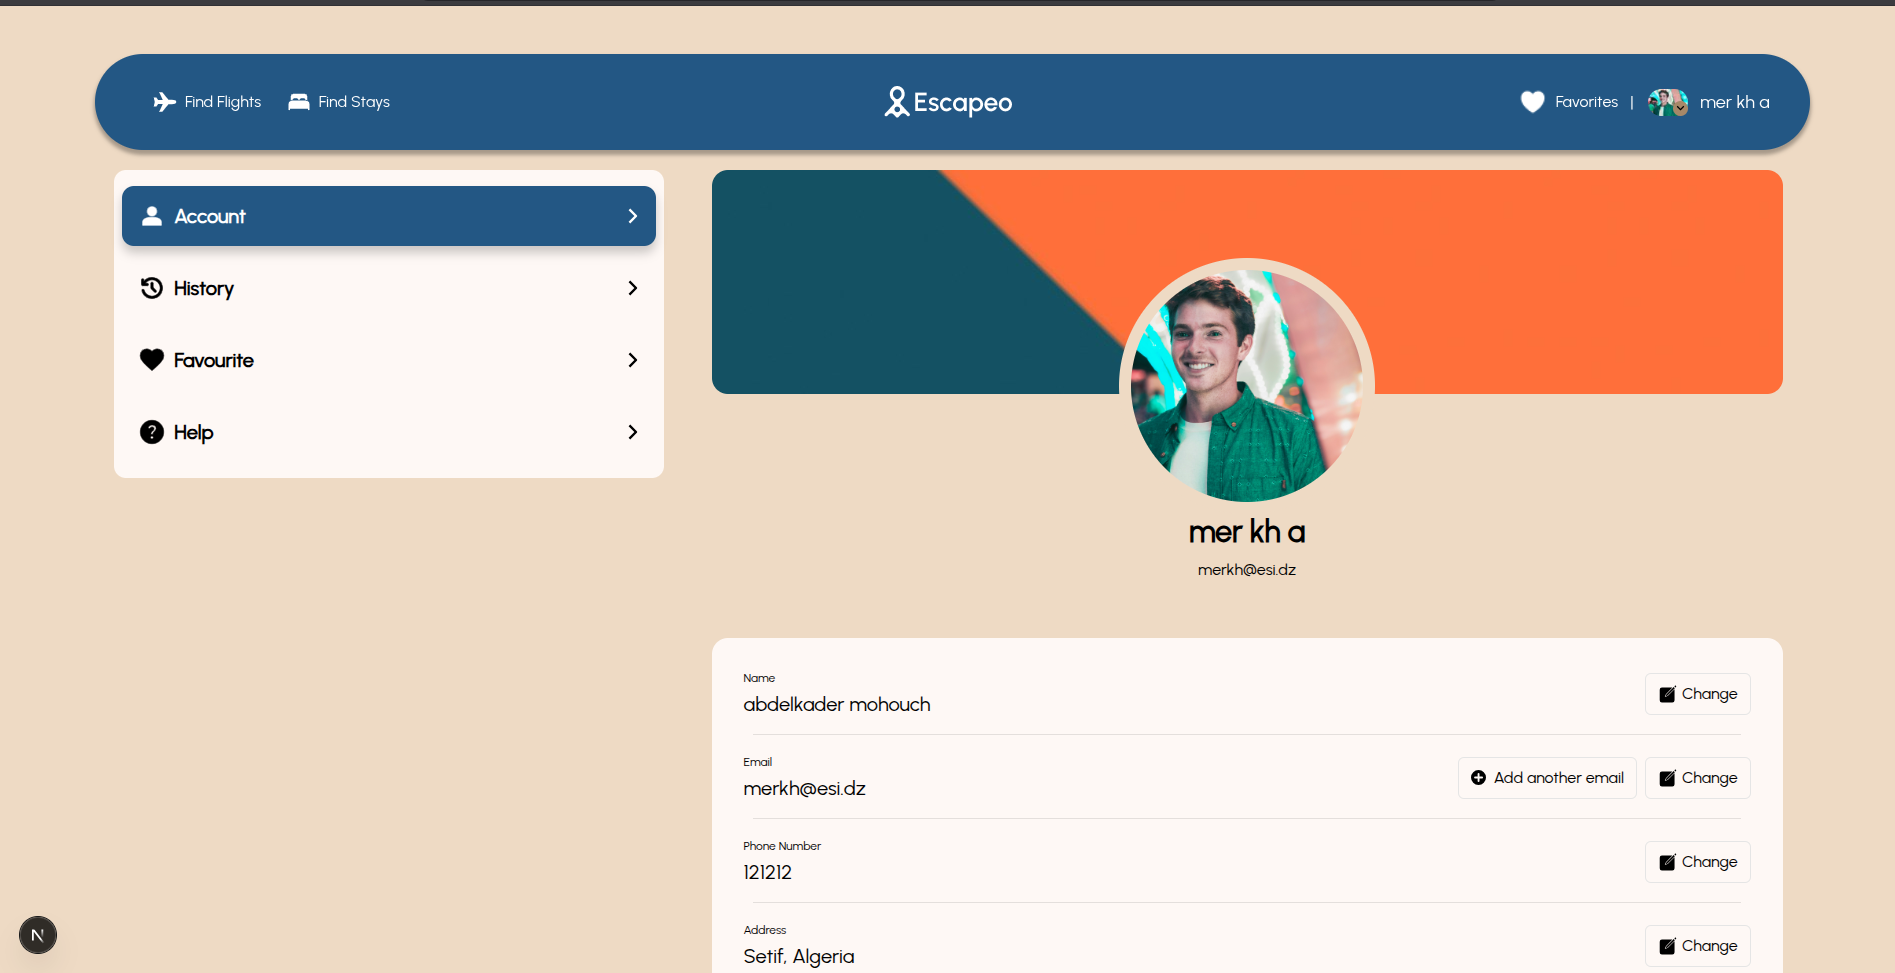 Find Flights
Find Stays
Escapeo
Favorites | mer kh a
Account
History
Favourite
Help
mer kh a
merkh@esi.dz
Name
abdelkader mohouch
Change
Email
merkh@esi.dz
Add another email
Change
Phone Number
121212
Change
Address
Setif, Algeria
Change
N